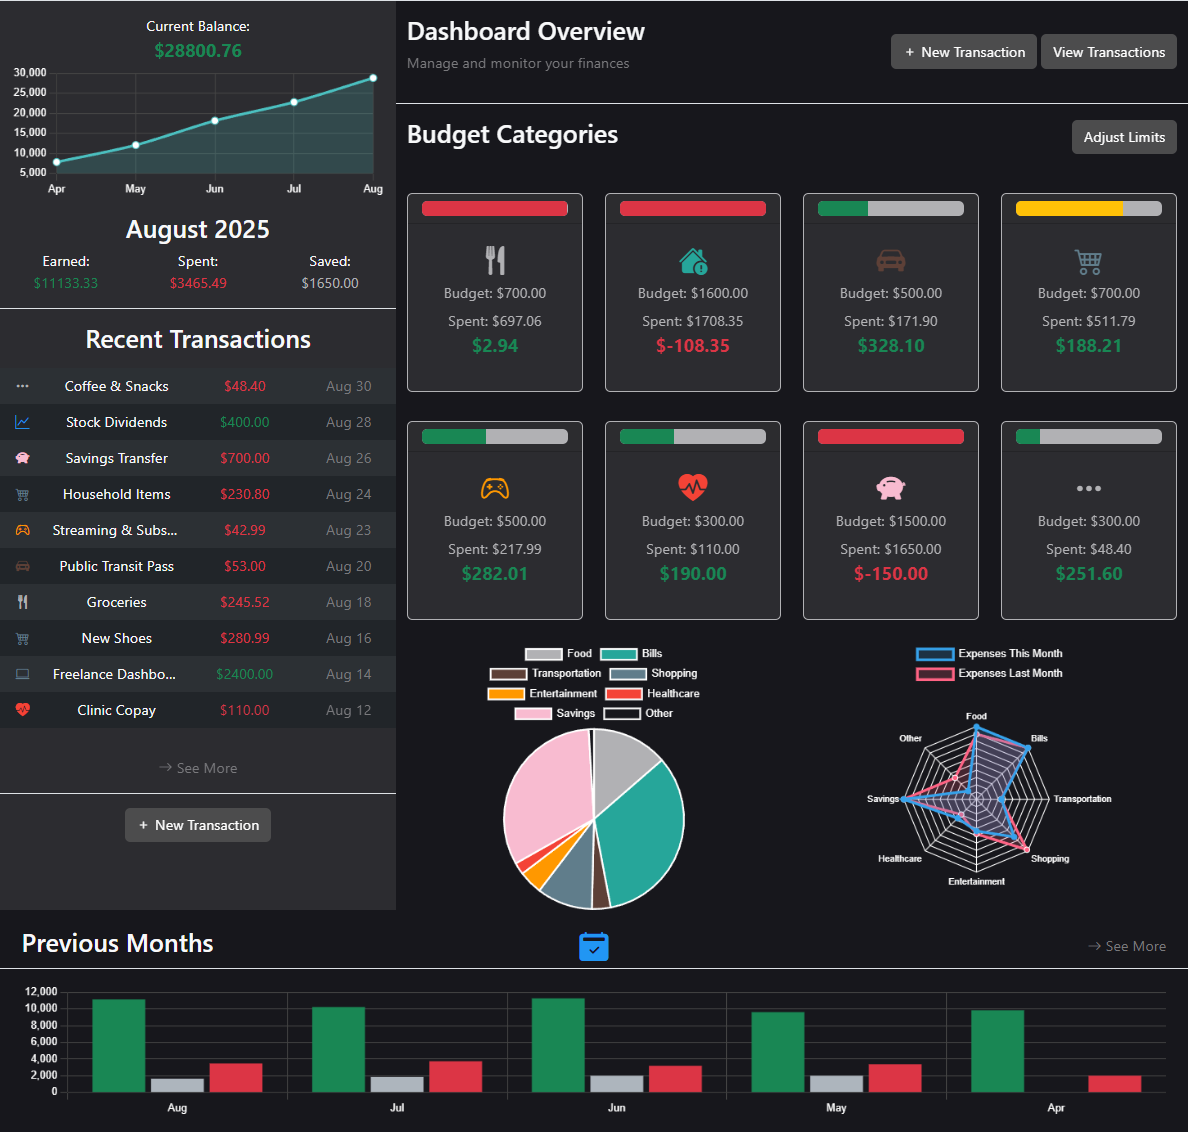 Current Balance:
$28800.76
30,000
25,000
20,000
15,000
10,000
5,000
Apr May Jun Jul Aug
August 2025
Earned: Spent: Saved:
$11133.33 $3465.49 $1650.00
Recent Transactions
Coffee & Snacks $48.40 Aug 30
Stock Dividends $400.00 Aug 28
Savings Transfer $700.00 Aug 26
Household Items $230.80 Aug 24
Streaming & Subs... $42.99 Aug 23
Public Transit Pass $53.00 Aug 20
Groceries $245.52 Aug 18
New Shoes $280.99 Aug 16
Freelance Dashbo... $2400.00 Aug 14
Clinic Copay $110.00 Aug 12
→ See More
+ New Transaction
Dashboard Overview
Manage and monitor your finances
+ New Transaction View Transactions
Budget Categories
Adjust Limits
Budget: $700.00
Spent: $697.06
$2.94
Budget: $1600.00
Spent: $1708.35
$-108.35
Budget: $500.00
Spent: $171.90
$328.10
Budget: $700.00
Spent: $511.79
$188.21
Budget: $500.00
Spent: $217.99
$282.01
Budget: $300.00
Spent: $110.00
$190.00
Budget: $1500.00
Spent: $1650.00
$-150.00
Budget: $300.00
Spent: $48.40
$251.60
Food Bills
Transportation Shopping
Entertainment Healthcare
Savings Other
Expenses This Month
Expenses Last Month
Food
Other Bills
Savings Transportation
Healthcare Shopping
Entertainment
Previous Months
→ See More
12,000
10,000
8,000
6,000
4,000
2,000
0
Aug Jul Jun May Apr